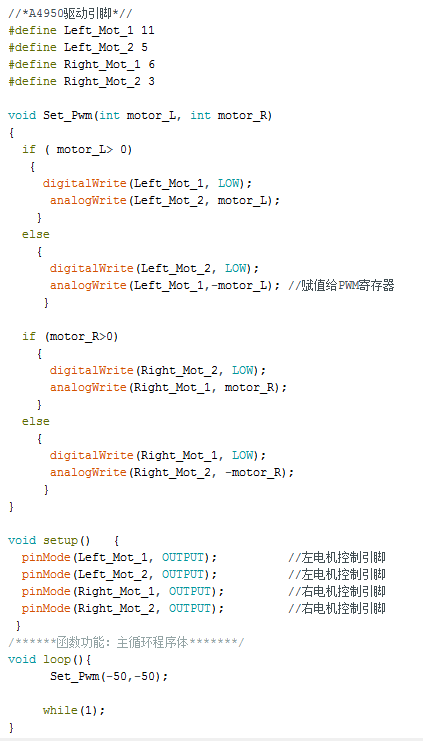 //*A4950驱动引脚*//
#define Left_Mot_1 11
#define Left_Mot_2 5
#define Right_Mot_1 6
#define Right_Mot_2 3
void Set_Pwm(int motor_L, int motor_R)
{
if ( motor_L> 0)
{
digitalWrite(Left_Mot_1, LOW);
analogWrite(Left_Mot_2, motor_L);
}
else
{
digitalWrite(Left_Mot_2, LOW);
analogWrite(Left_Mot_1,-motor_L); //赋值给PWM寄存器
}
if (motor_R>0)
{
digitalWrite(Right_Mot_2, LOW);
analogWrite(Right_Mot_1, motor_R);
}
else
{
digitalWrite(Right_Mot_1, LOW);
analogWrite(Right_Mot_2, -motor_R);
}
}
void setup()   {
pinMode(Left_Mot_1, OUTPUT);          //左电机控制引脚
pinMode(Left_Mot_2, OUTPUT);          //左电机控制引脚
pinMode(Right_Mot_1, OUTPUT);         //右电机控制引脚
pinMode(Right_Mot_2, OUTPUT);         //右电机控制引脚
}
/******函数功能：主循环程序体*******/
void loop(){
Set_Pwm(-50,-50);
while(1);
}